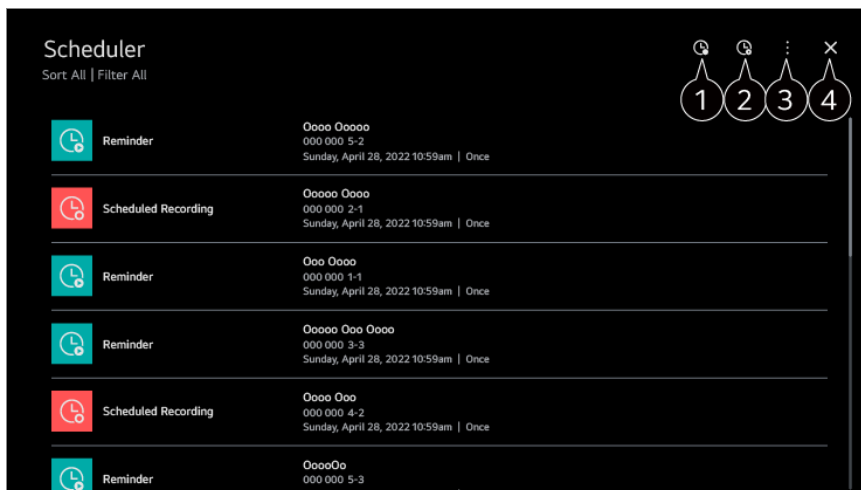 Scheduler
Sort All | Filter All
1 2 3 4
Reminder
Oooo Ooooo
000 000 5-2
Sunday, April 28, 2022 10:59am | Once
Scheduled Recording
Ooooo Oooo
000 000 2-1
Sunday, April 28, 2022 10:59am | Once
Reminder
Ooo Oooo
000 000 1-1
Sunday, April 28, 2022 10:59am | Once
Reminder
Ooooo Ooo Oooo
000 000 3-3
Sunday, April 28, 2022 10:59am | Once
Scheduled Recording
Oooo Ooo
000 000 4-2
Sunday, April 28, 2022 10:59am | Once
Reminder
OoooOo
000 000 5-3